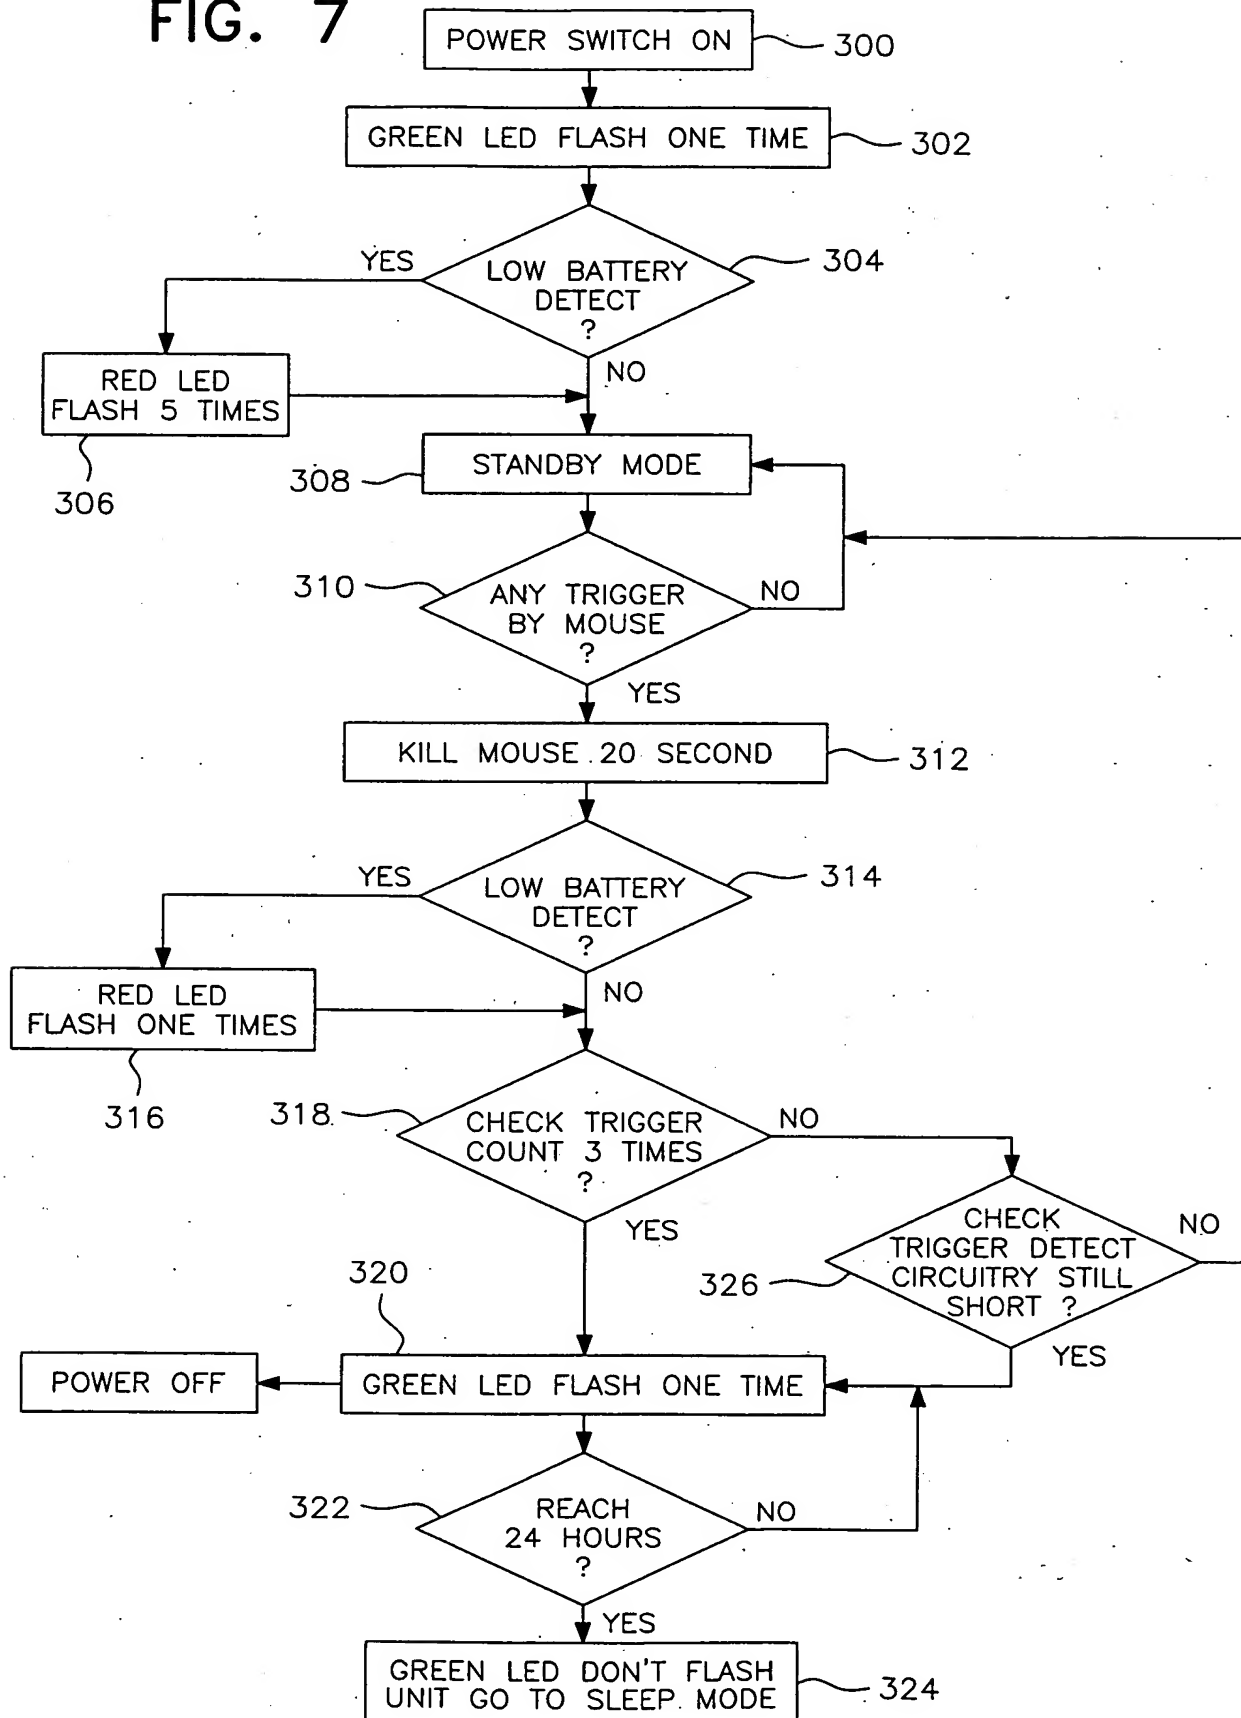 FIG. 7
POWER SWITCH ON
300
GREEN LED FLASH ONE TIME
302
YES
LOW BATTERY
DETECT
?
304
NO
RED LED
FLASH 5 TIMES
306
STANDBY MODE
308
310
ANY TRIGGER
BY MOUSE
?
NO
YES
KILL MOUSE 20 SECOND
312
YES
LOW BATTERY
DETECT
?
314
NO
RED LED
FLASH ONE TIMES
316
318
CHECK TRIGGER
COUNT 3 TIMES
?
NO
YES
CHECK
TRIGGER DETECT
CIRCUITRY STILL
SHORT ?
NO
326
YES
320
POWER OFF
GREEN LED FLASH ONE TIME
322
REACH
24 HOURS
?
NO
YES
GREEN LED DON'T FLASH
UNIT GO TO SLEEP MODE
324